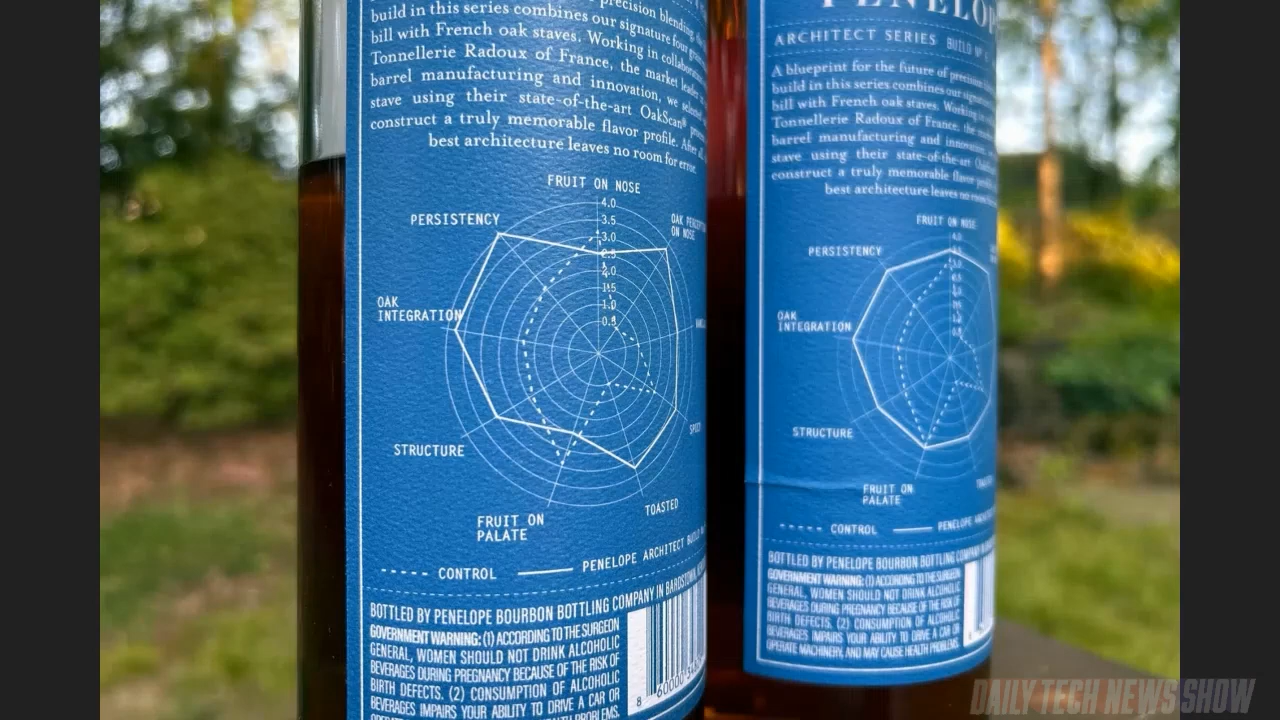 precision blending,
build in this series combines our signature four
bill with French oak staves. Working in
Tonnellerie Radoux of France, the market leader
barrel manufacturing and innovation, we
stave using their state-of-the-art OakScan®
construct a truly memorable flavor profile. After
best architecture leaves no room for error.
FRUIT ON NOSE
4.0
3.5
3.0
2.5
1.0
0.5
PERSISTENCY
OAK
ON NOSE
OAK
INTEGRATION
STRUCTURE
FRUIT ON
PALATE
TOASTED
CONTROL
PENELOPE ARCHITECT BUILD
BOTTLED BY PENELOPE BOURBON BOTTLING COMPANY IN BARDSTOWN,
GOVERNMENT WARNING: (1) ACCORDING TO THE SURGEON
GENERAL, WOMEN SHOULD NOT DRINK ALCOHOLIC
BEVERAGES DURING PREGNANCY BECAUSE OF THE RISK OF
BIRTH DEFECTS. (2) CONSUMPTION OF ALCOHOLIC
BEVERAGES IMPAIRS YOUR ABILITY TO DRIVE A CAR OR
PROBLEMS.
ARCHITECT SERIES BUILD Nº
A blueprint for the future of
build in this series combines our
bill with French oak staves. Working
Tonnellerie Radoux of France, the
barrel manufacturing and
stave using their state-of-the-art
construct a truly memorable flavor
best architecture leaves no room
FRUIT ON NOSE
PERSISTENCY
OAK
INTEGRATION
STRUCTURE
FRUIT ON
PALATE
CONTROL
PENELOPE
BOTTLED BY PENELOPE BOURBON BOTTLING COMPANY
GOVERNMENT WARNING: (1) ACCORDING TO THE SURGEON
GENERAL, WOMEN SHOULD NOT DRINK ALCOHOLIC
BEVERAGES DURING PREGNANCY BECAUSE OF THE RISK OF
BIRTH DEFECTS. (2) CONSUMPTION OF ALCOHOLIC
BEVERAGES IMPAIRS YOUR ABILITY TO DRIVE A CAR OR
OPERATE MACHINERY, AND MAY CAUSE HEALTH PROBLEMS.
DAILY TECH NEWS SHOW